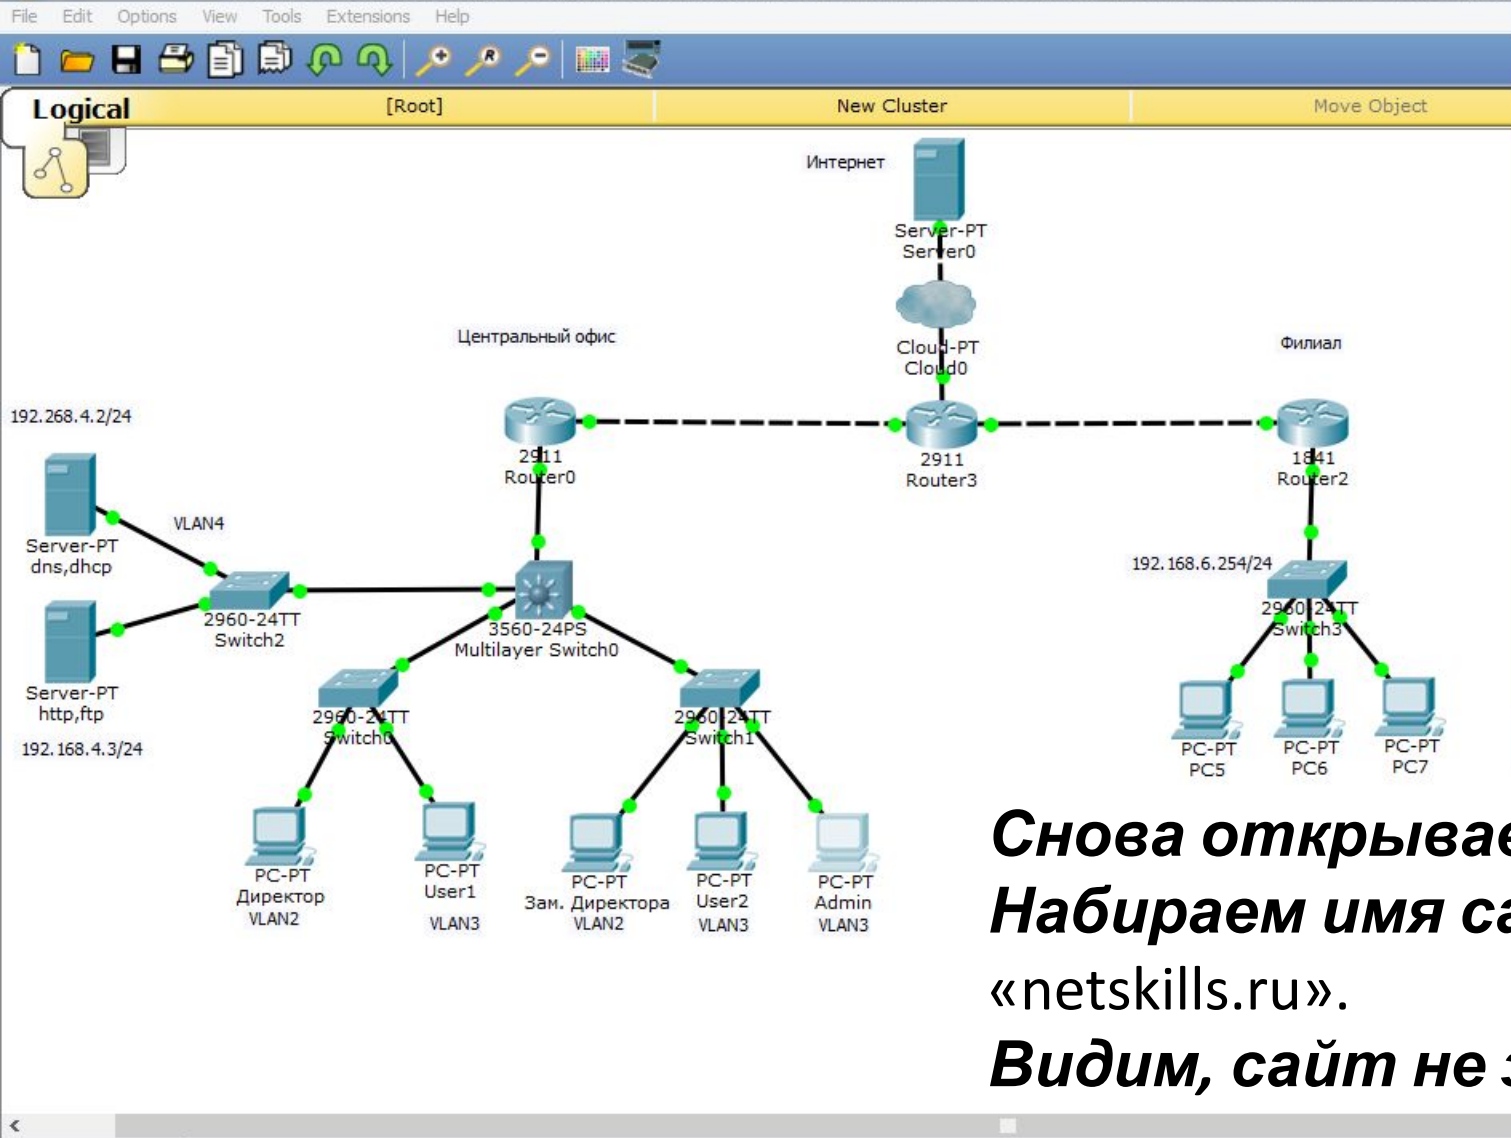 File Edit Options View Tools Extensions Help
Logical [Root] New Cluster Move Object
Интернет
Server-PT
Server0
Cloud-PT
Cloud0
Центральный офис
Филиал
192.268.4.2/24
2911
Router0
2911
Router3
1841
Router2
VLAN4
Server-PT
dns,dhcp
192.168.6.254/24
2960-24TT
Switch2
3560-24PS
Multilayer Switch0
2960-24TT
Switch3
Server-PT
http,ftp
192.168.4.3/24
2960-24TT
Switch0
2960-24TT
Switch1
PC-PT
PC5
PC-PT
PC6
PC-PT
PC7
PC-PT
Директор
VLAN2
PC-PT
User1
VLAN3
PC-PT
Зам. Директора
VLAN2
PC-PT
User2
VLAN3
PC-PT
Admin
VLAN3
Снова открывае
Набираем имя са
«netskills.ru».
Видим, сайт не